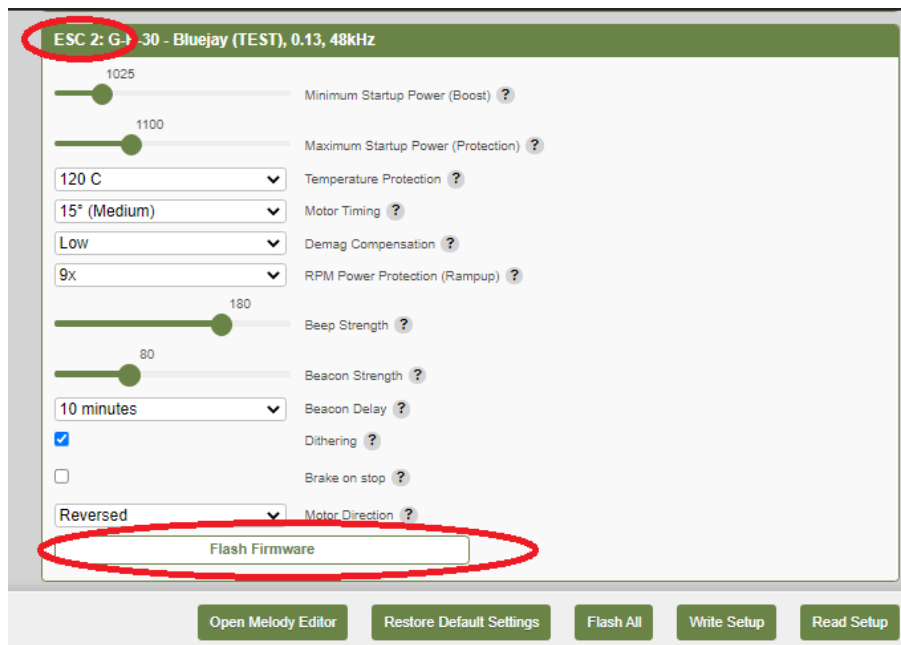 ESC 2: G-H-30 - Bluejay (TEST), 0.13, 48kHz
1025
Minimum Startup Power (Boost) ?
1100
Maximum Startup Power (Protection) ?
120 C Temperature Protection ?
15° (Medium) Motor Timing ?
Low Demag Compensation ?
9x RPM Power Protection (Rampup) ?
180
Beep Strength ?
80
Beacon Strength ?
10 minutes Beacon Delay ?
Dithering ?
Brake on stop ?
Reversed Motor Direction ?
Flash Firmware
Open Melody Editor Restore Default Settings Flash All Write Setup Read Setup